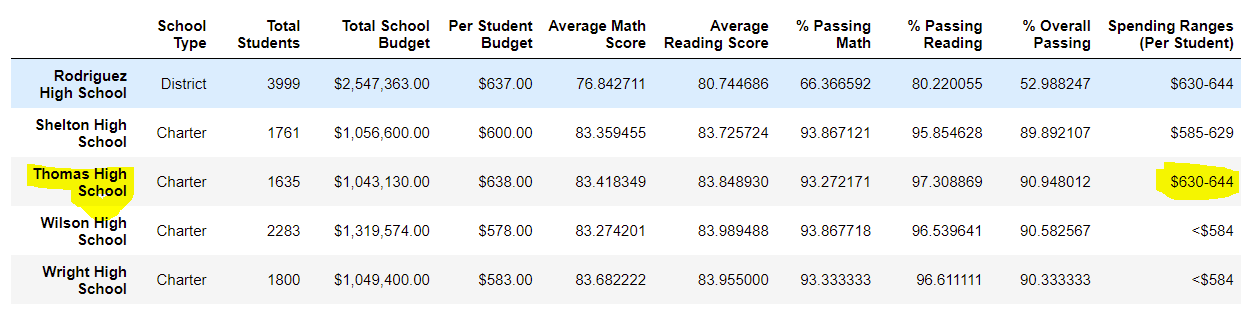 School Type Total Students Total School Budget Per Student Budget Average Math Score Average Reading Score % Passing Math % Passing Reading % Overall Passing Spending Ranges (Per Student)
Rodriguez High School District 3999 $2,547,363.00 $637.00 76.842711 80.744686 66.366592 80.220055 52.988247 $630-644
Shelton High School Charter 1761 $1,056,600.00 $600.00 83.359455 83.725724 93.867121 95.854628 89.892107 $585-629
Thomas High School Charter 1635 $1,043,130.00 $638.00 83.418349 83.848930 93.272171 97.308869 90.948012 $630-644
Wilson High School Charter 2283 $1,319,574.00 $578.00 83.274201 83.989488 93.867718 96.539641 90.582567 <$584
Wright High School Charter 1800 $1,049,400.00 $583.00 83.682222 83.955000 93.333333 96.611111 90.333333 <$584